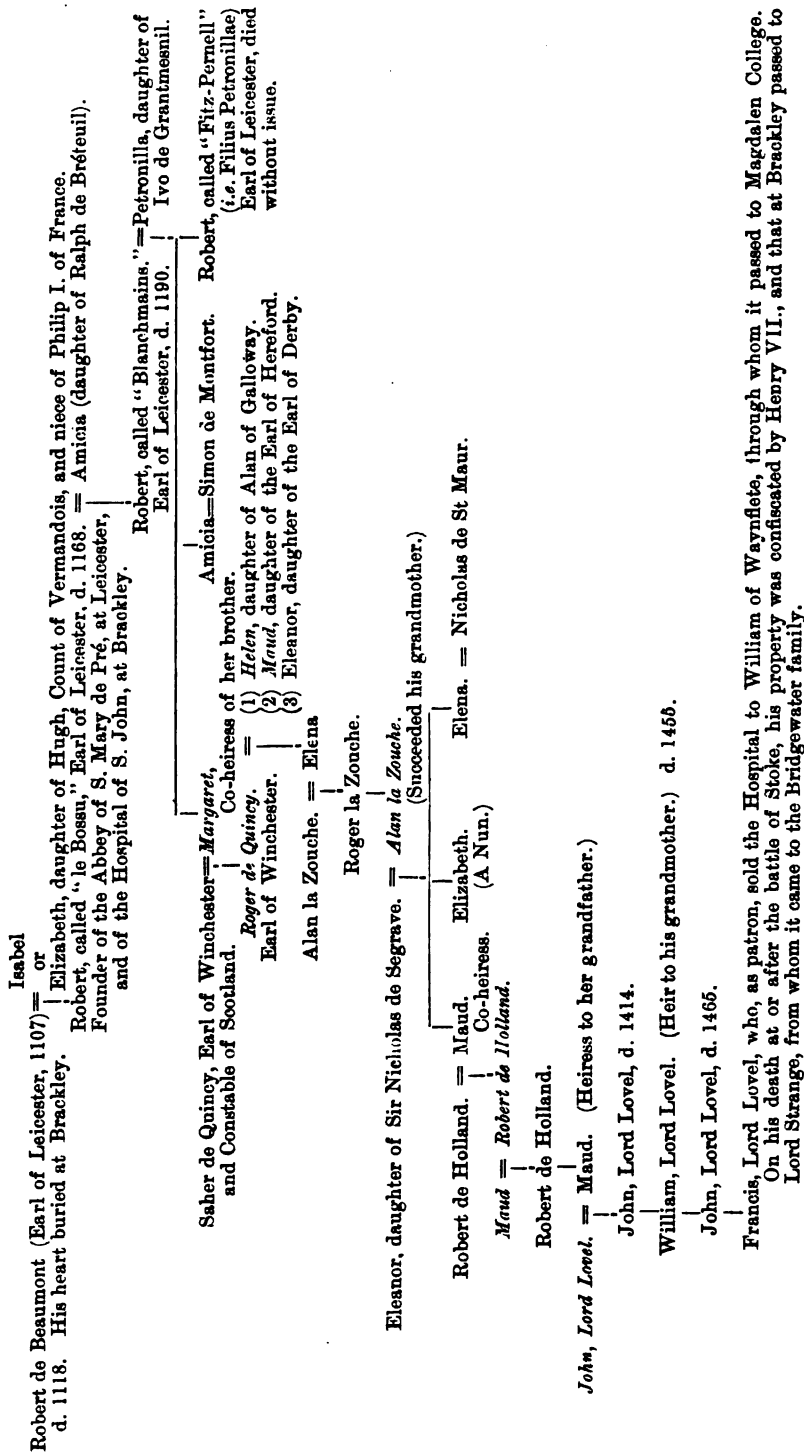 Isabel
Robert de Beaumont (Earl of Leicester, 1107) = or
d. 1118. His heart buried at Brackley. Elizabeth, daughter of Hugh, Count of Vermandois, and niece of Philip I. of France.
Robert, called "le Bossu," Earl of Leicester, d. 1168. = Amicia (daughter of Ralph de Bréteuil).
Founder of the Abbey of S. Mary de Pré, at Leicester,
and of the Hospital of S. John, at Brackley.
Robert, called "Blanchmains." = Petronilla, daughter of
Earl of Leicester, d. 1190. Ivo de Grantmesnil.
Saher de Quincy, Earl of Winchester = Margaret, Amicia = Simon de Montfort. Robert, called "Fitz-Pernell"
and Constable of Scotland. Co-heiress of her brother. (i.e. Filius Petronillae)
Earl of Leicester, died
without issue.
Roger de Quincy. = (1) Helen, daughter of Alan of Galloway.
Earl of Winchester. (2) Maud, daughter of the Earl of Hereford.
(3) Eleanor, daughter of the Earl of Derby.
Alan la Zouche. = Elena
Roger la Zouche.
Eleanor, daughter of Sir Nicholas de Segrave. = Alan la Zouche.
(Succeeded his grandmother.)
Robert de Holland. = Maud. Elizabeth. Elena. = Nicholas de St Maur.
Co-heiress. (A Nun.)
Maud = Robert de Holland.
Robert de Holland.
John, Lord Lovel. = Maud. (Heiress to her grandfather.)
John, Lord Lovel, d. 1414.
William, Lord Lovel. (Heir to his grandmother.) d. 1455.
John, Lord Lovel, d. 1465.
Francis, Lord Lovel, who, as patron, sold the Hospital to William of Waynflete, through whom it passed to Magdalen College.
On his death at or after the battle of Stoke, his property was confiscated by Henry VII., and that at Brackley passed to
Lord Strange, from whom it came to the Bridgewater family.